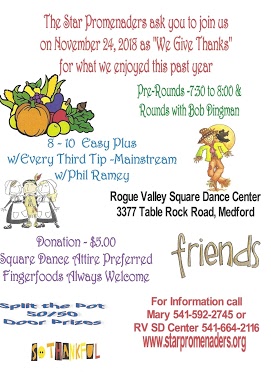 The Star Promenaders ask you to join us
on November 24, 2018 as "We Give Thanks"
for what we enjoyed this past year
Pre-Rounds -7:30 to 8:00 &
Rounds with Bob Dingman
8 - 10 Easy Plus
w/Every Third Tip -Mainstream
w/Phil Ramey
Rogue Valley Square Dance Center
3377 Table Rock Road, Medford
Donation - $5.00
Square Dance Attire Preferred
Fingerfoods Always Welcome
friends
Split the Pot
50/50
Door Prizes
For Information call
Mary 541-592-2745 or
RV SD Center 541-664-2116
www.starpromenaders.org
SO THANKFUL